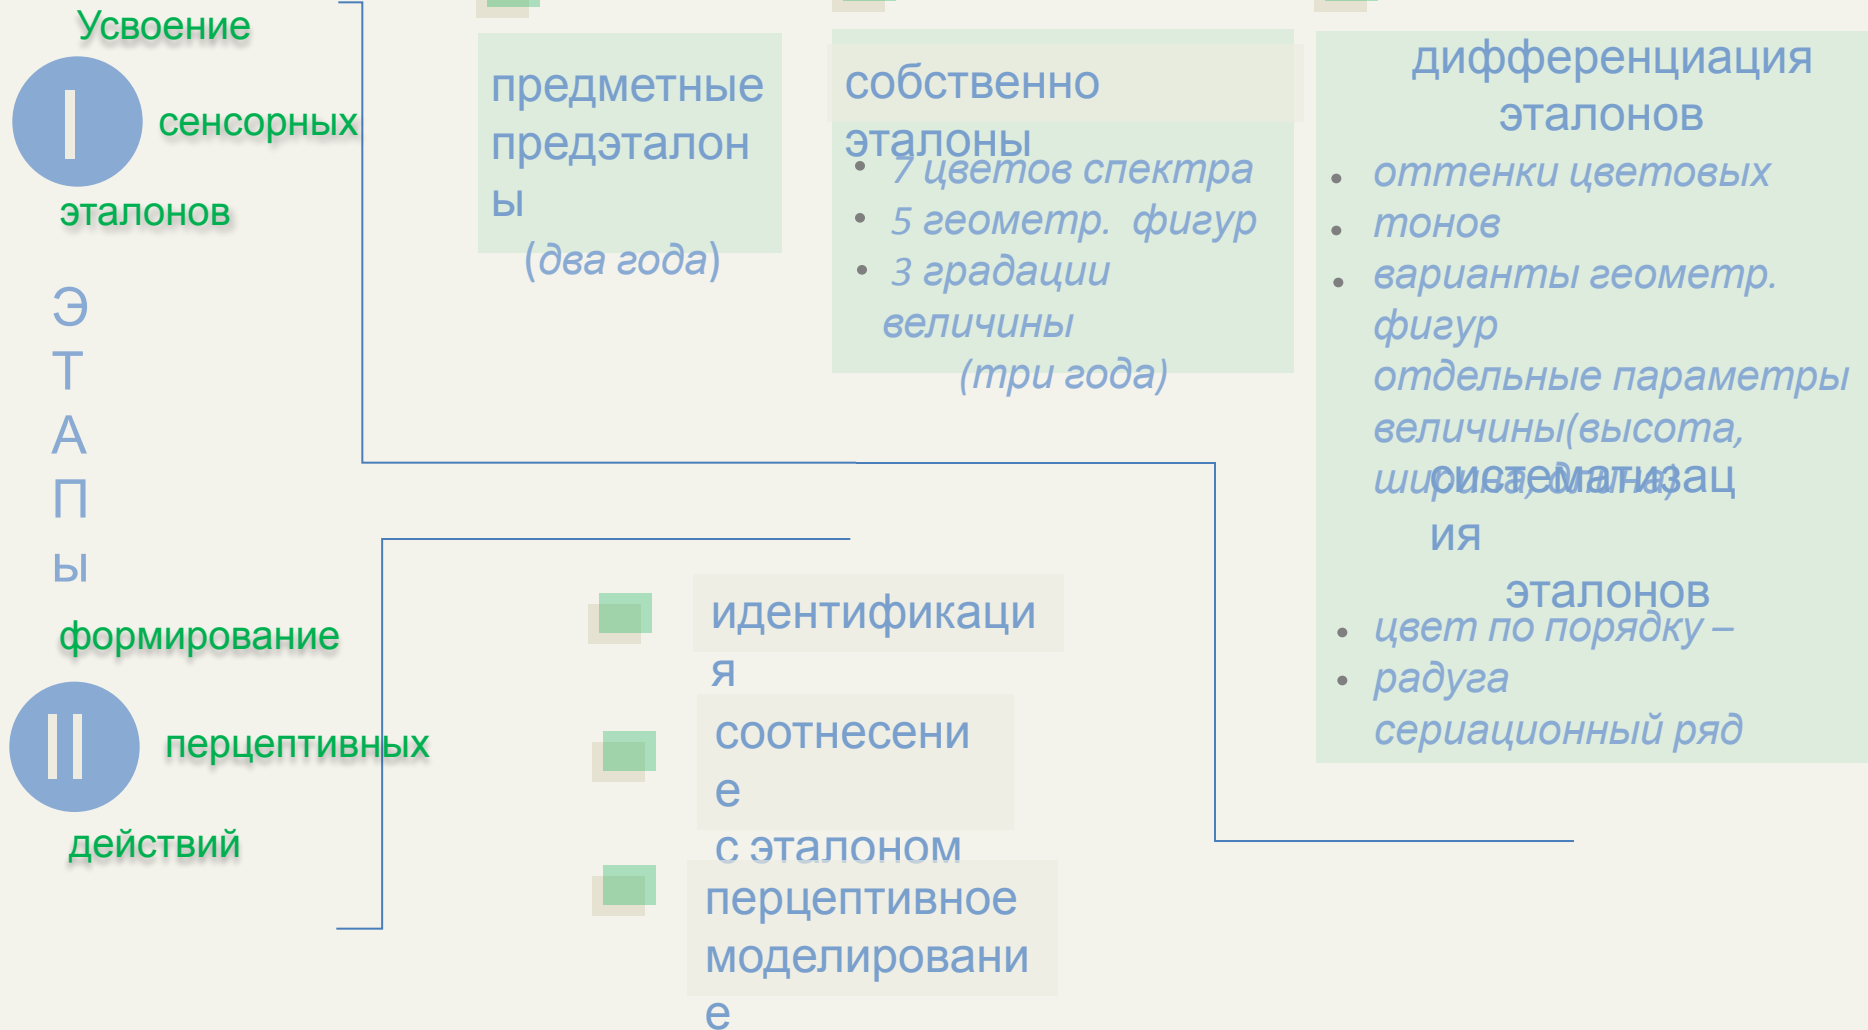 Усвоение
I
сенсорных
эталонов
предметные
предэталон
ы
(два года)
собственно
эталоны
• 7 цветов спектра
• 5 геометр. фигур
• 3 градации
величины
(три года)
дифференциация
эталонов
• оттенки цветовых
• тонов
• варианты геометр.
фигур
отдельные параметры
величины(высота,
ширина, длина)
систематизац
ия
эталонов
• цвет по порядку –
• радуга
сериационный ряд
Э
Т
А
П
Ы
формирование
II
перцептивных
действий
идентификаци
я
соотнесени
е
с эталоном
перцептивное
моделировани
е